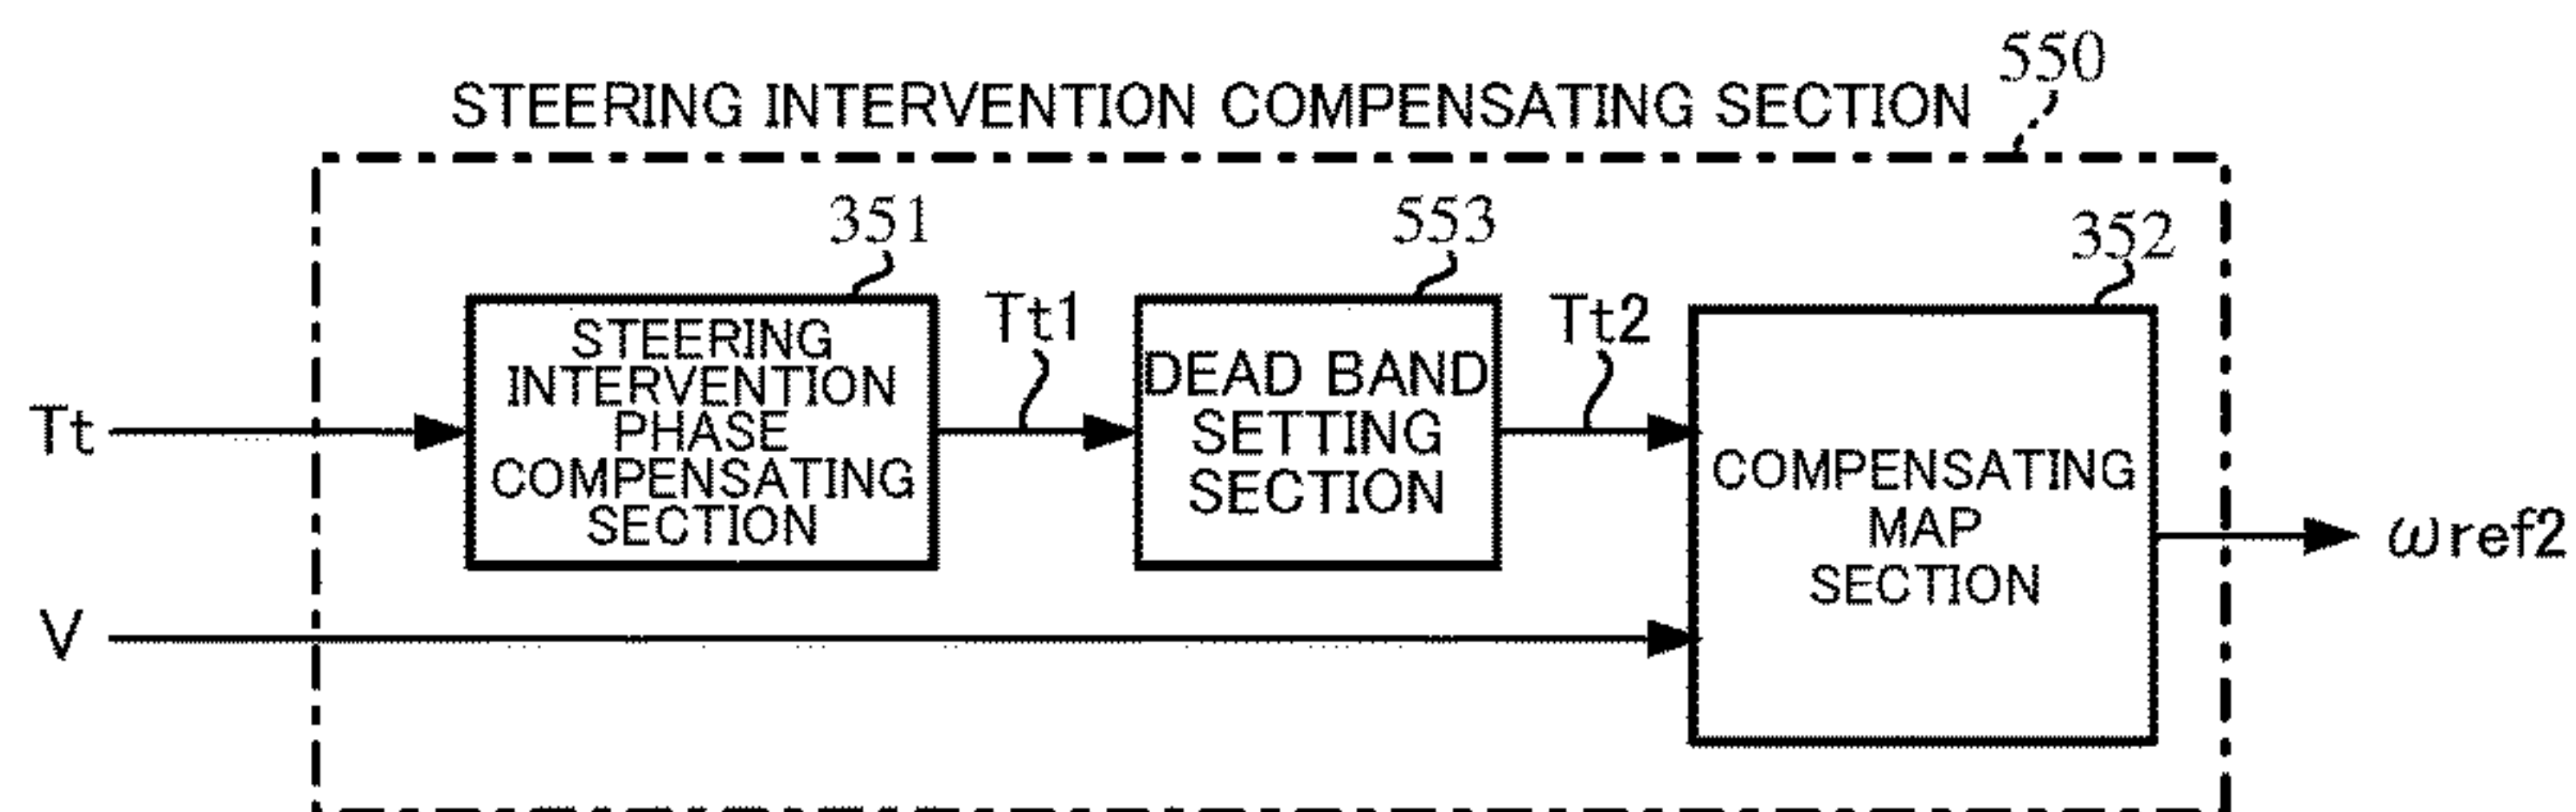 550
STEERING INTERVENTION COMPENSATING SECTION
351
553
352
Tt1
Tt2
STEERING
INTERVENTION
PHASE
COMPENSATING
SECTION
DEAD BAND
SETTING
SECTION
COMPENSATING
MAP
SECTION
Tt
V
ωref2